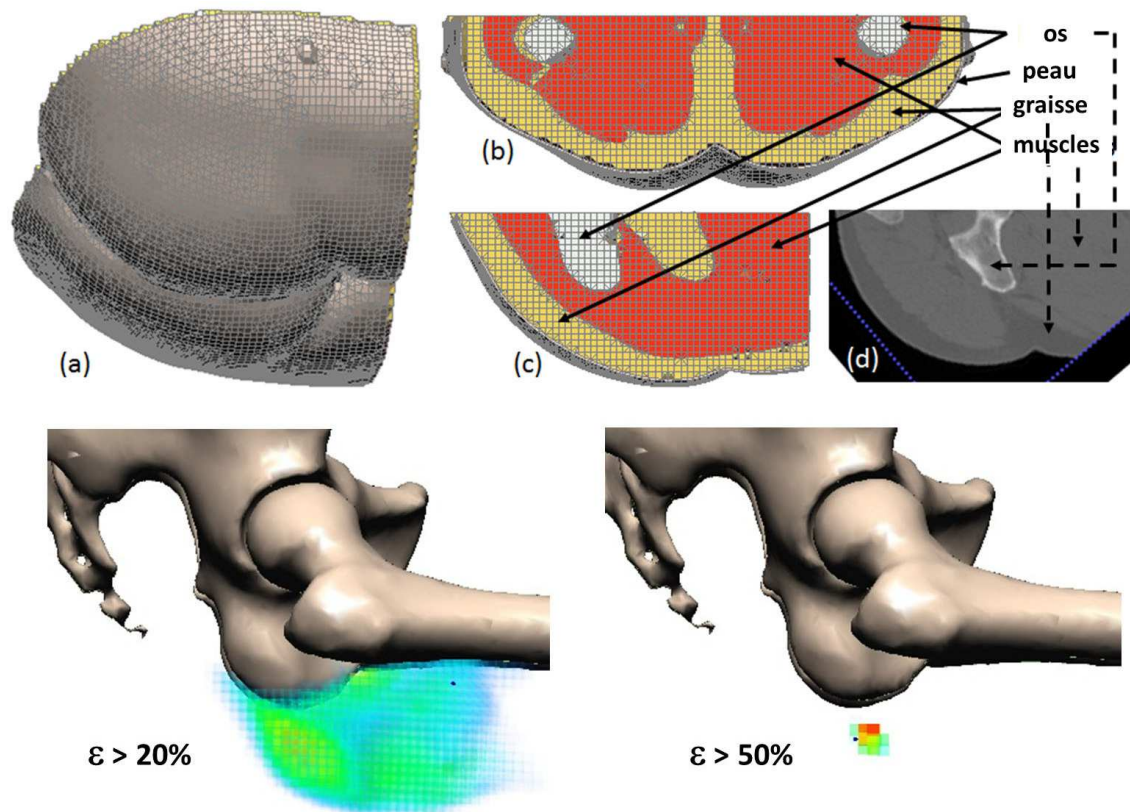 os
peau
graisse
muscles
(a)
(b)
(c)
(d)
ε > 20%
ε > 50%